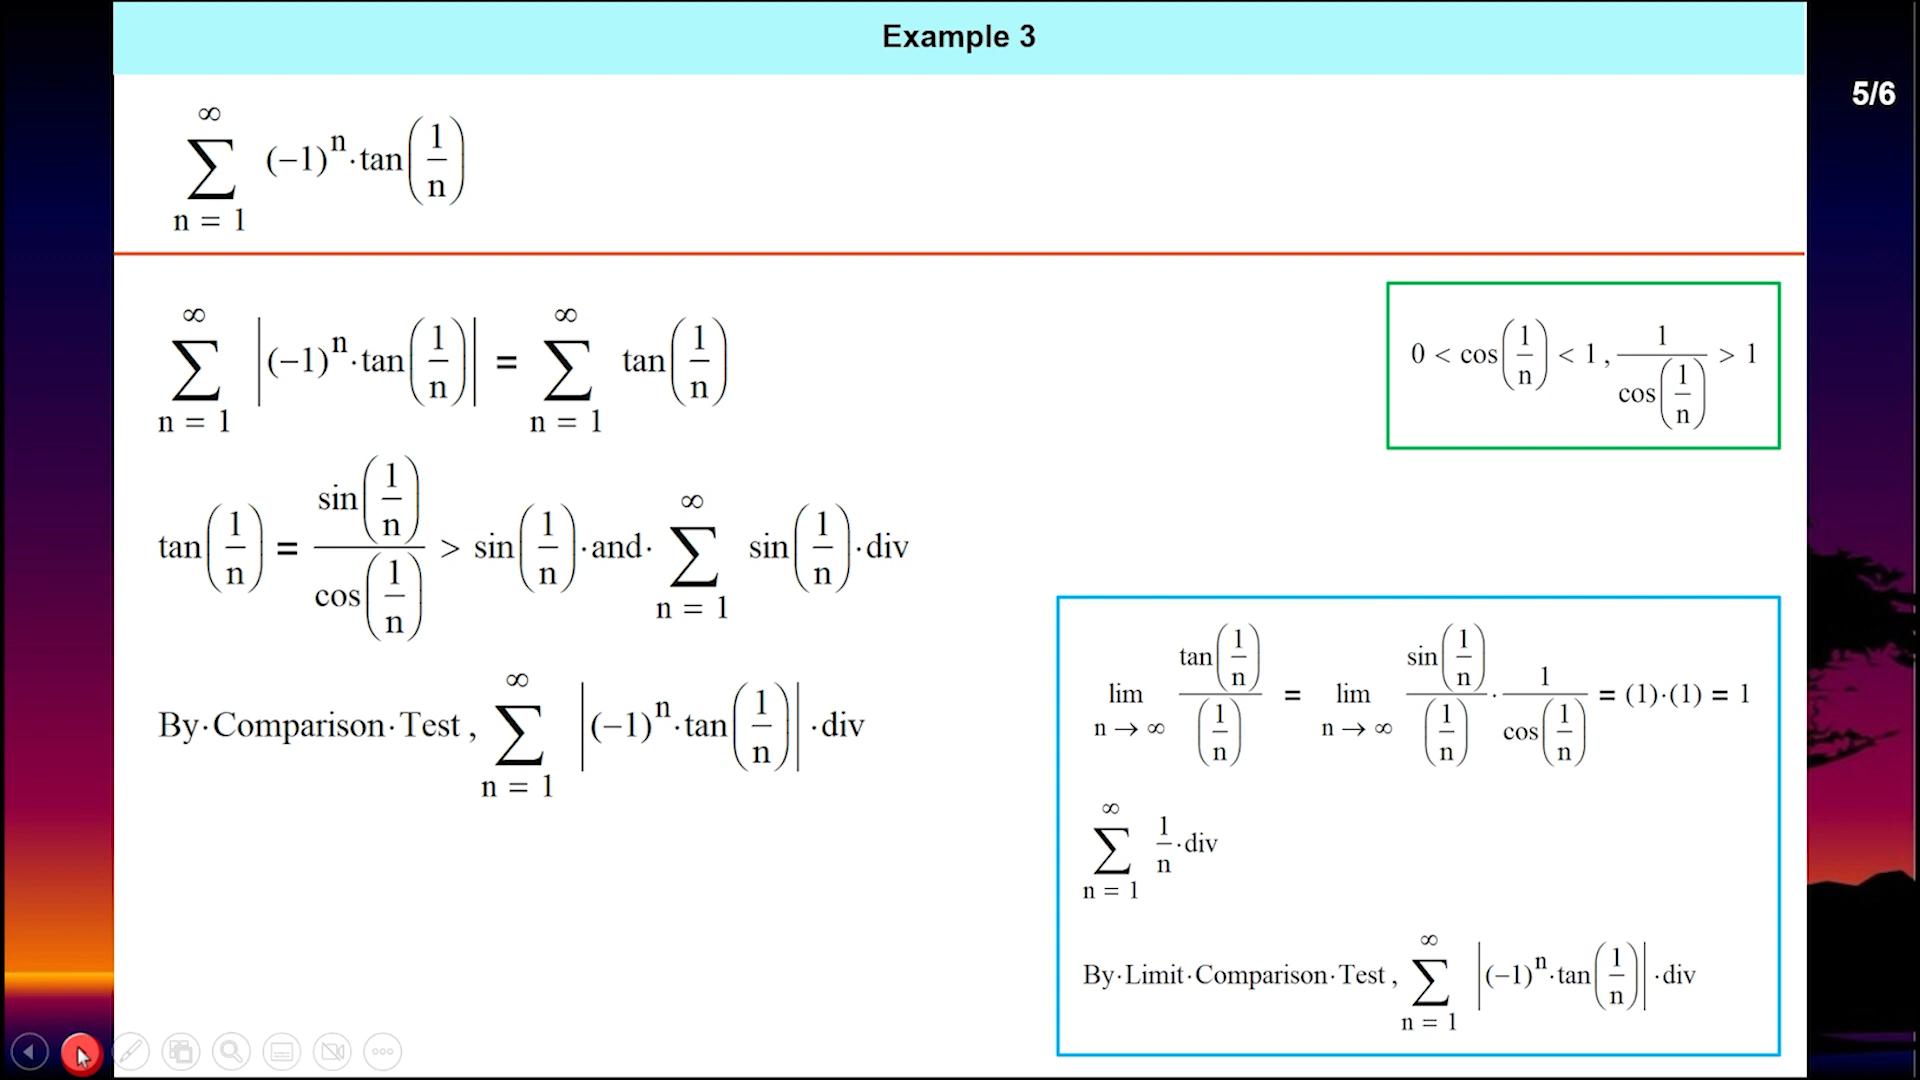 Example 3
5/6
∞
∑ (−1)^n·tan(1/n)
n = 1
∞ ∞
∑ |(−1)^n·tan(1/n)| = ∑ tan(1/n)
n = 1 n = 1
0 < cos(1/n) < 1 , 1/cos(1/n) > 1
∞
tan(1/n) = sin(1/n)/cos(1/n) > sin(1/n)·and· ∑ sin(1/n)·div
n = 1
∞
By·Comparison·Test , ∑ |(−1)^n·tan(1/n)|·div
n = 1
lim tan(1/n)/(1/n) = lim sin(1/n)/(1/n)·1/cos(1/n) = (1)·(1) = 1
n → ∞ n → ∞
∞
∑ 1/n·div
n = 1
∞
By·Limit·Comparison·Test , ∑ |(−1)^n·tan(1/n)|·div
n = 1